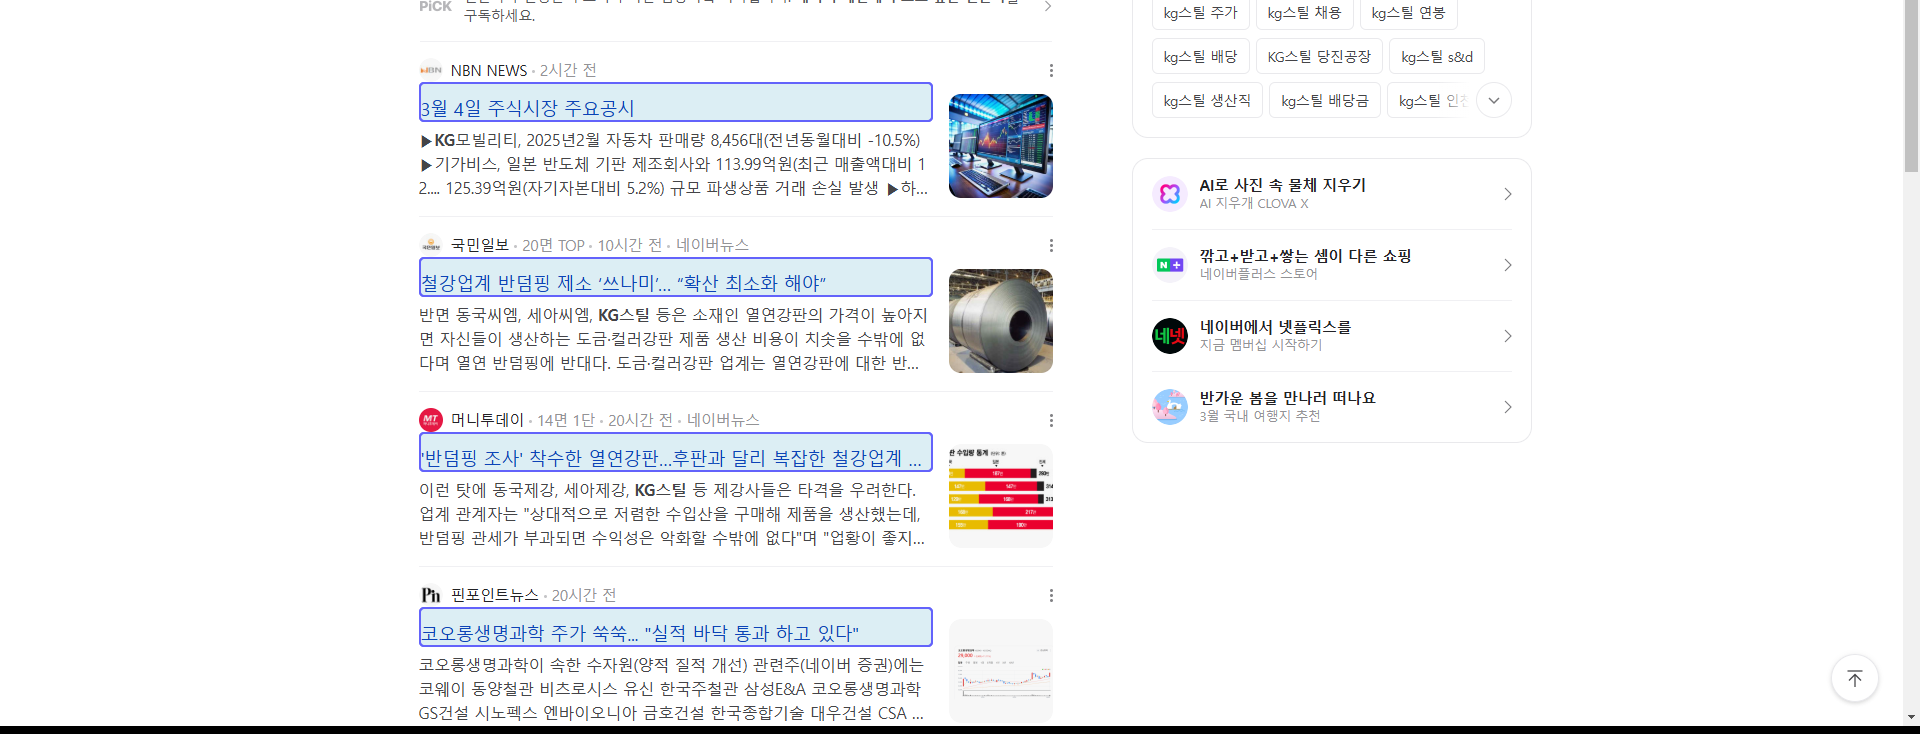 PiCK
구독하세요.
NBN NEWS · 2시간 전
3월 4일 주식시장 주요공시
▶KG모빌리티, 2025년2월 자동차 판매량 8,456대(전년동월대비 -10.5%)
▶기가비스, 일본 반도체 기판 제조회사와 113.99억원(최근 매출액대비 1
2.... 125.39억원(자기자본대비 5.2%) 규모 파생상품 거래 손실 발생 ▶하...
국민일보 · 20면 TOP · 10시간 전 · 네이버뉴스
철강업계 반덤핑 제소 ‘쓰나미’... “확산 최소화 해야”
반면 동국씨엠, 세아씨엠, KG스틸 등은 소재인 열연강판의 가격이 높아지
면 자신들이 생산하는 도금·컬러강판 제품 생산 비용이 치솟을 수밖에 없
다며 열연 반덤핑에 반대다. 도금·컬러강판 업계는 열연강판에 대한 반...
MT
머니투데이 · 14면 1단 · 20시간 전 · 네이버뉴스
'반덤핑 조사' 착수한 열연강판...후판과 달리 복잡한 철강업계 ...
이런 탓에 동국제강, 세아제강, KG스틸 등 제강사들은 타격을 우려한다.
업계 관계자는 "상대적으로 저렴한 수입산을 구매해 제품을 생산했는데,
반덤핑 관세가 부과되면 수익성은 악화할 수밖에 없다"며 "업황이 좋지...
산 수입량 통계
Pin
핀포인트뉴스 · 20시간 전
코오롱생명과학 주가 쑥쑥... "실적 바닥 통과 하고 있다"
코오롱생명과학이 속한 수자원(양적 질적 개선) 관련주(네이버 증권)에는
코웨이 동양철관 비츠로시스 유신 한국주철관 삼성E&A 코오롱생명과학
GS건설 시노펙스 엔바이오니아 금호건설 한국종합기술 대우건설 CSA ...
29,000
kg스틸 주가
kg스틸 채용
kg스틸 연봉
kg스틸 배당
KG스틸 당진공장
kg스틸 s&d
kg스틸 생산직
kg스틸 배당금
kg스틸 인천
AI로 사진 속 물체 지우기
AI 지우개 CLOVA X
N+
깎고+받고+쌓는 셈이 다른 쇼핑
네이버플러스 스토어
네넷
네이버에서 넷플릭스를
지금 멤버십 시작하기
반가운 봄을 만나러 떠나요
3월 국내 여행지 추천